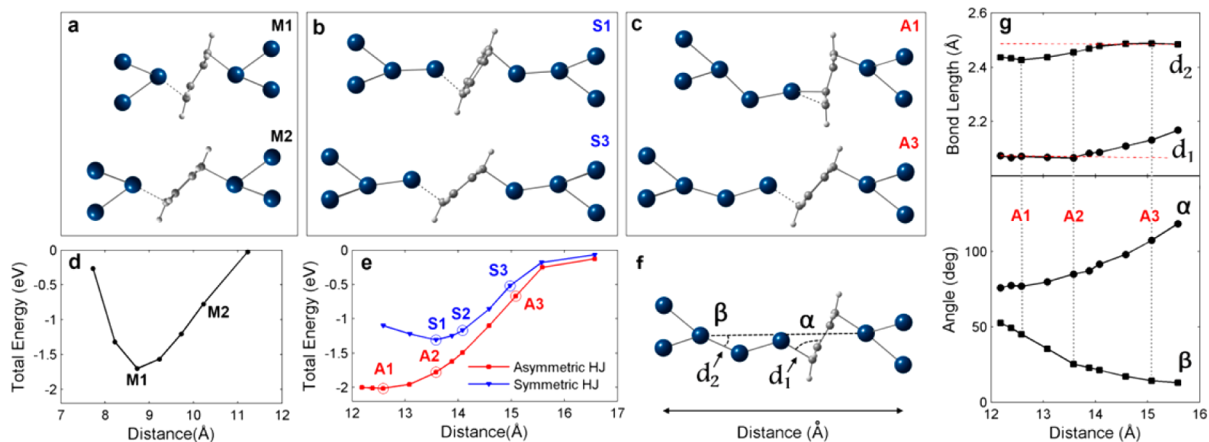 a
M1
M2
b
S1
S3
c
A1
A3
d
Total Energy (eV)
0
-0.5
-1
-1.5
-2
M1
M2
7 8 9 10 11 12
Distance(Å)
e
Total Energy (eV)
0
-0.5
-1
-1.5
-2
S1
S2
S3
A1
A2
A3
Asymmetric HJ
Symmetric HJ
12 13 14 15 16 17
Distance(Å)
f
β
α
d2
d1
Distance Å
g
Bond Length (Å)
2.6
2.2
d2
d1
A1
A2
A3
α
β
Angle (deg)
100
50
0
12 13 14 15 16
Distance (Å)